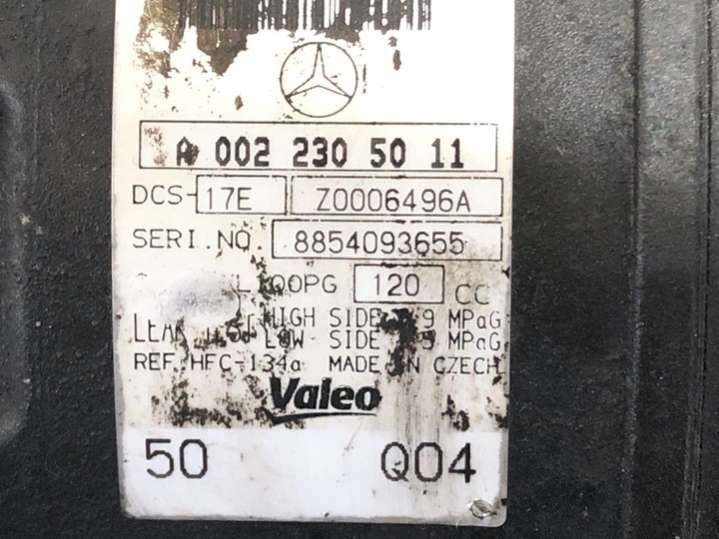 A 002 230 50 11
DCS-17E Z0006496A
SERI.NO. 8854093655
120 CC
HIGH SIDE 9 MPaG
LOW SIDE MPaG
REF. HFC-134a MADE IN CZECH
Valeo
50 Q04